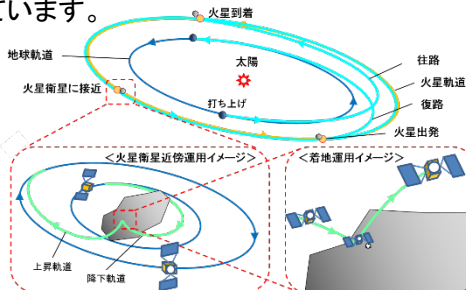 ています。
火星到着
地球軌道
太陽
往路
火星衛星に接近
火星軌道
打ち上げ
復路
火星出発
<火星衛星近傍運用イメージ>
<着地運用イメージ>
上昇軌道
降下軌道